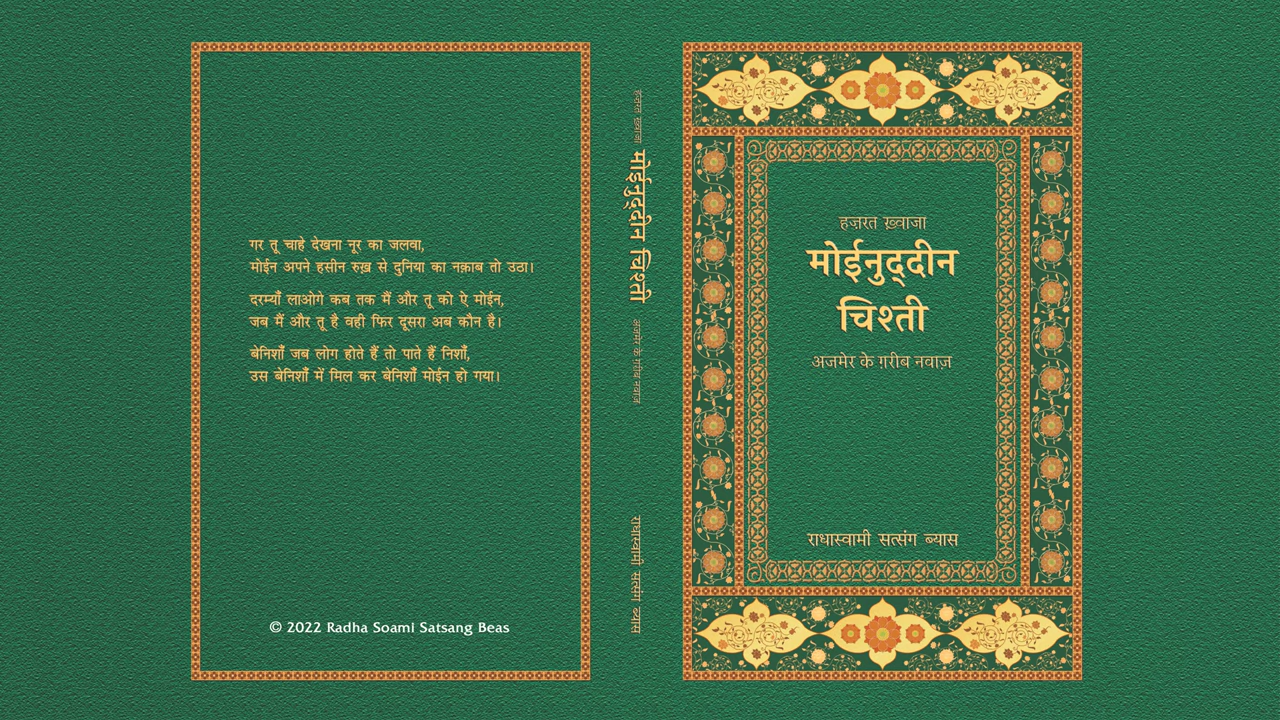 गर तू चाहे देखना नूर का जलवा,
मोईन अपने हसीन रुख़ से दुनिया का नक़ाब तो उठा।
दरम्याँ लाओगे कब तक मैं और तू को ऐ मोईन,
जब मैं और तू है वही फिर दूसरा अब कौन है।
बेनिशाँ जब लोग होते हैं तो पाते हैं निशाँ,
उस बेनिशाँ में मिल कर बेनिशाँ मोईन हो गया।
© 2022 Radha Soami Satsang Beas
हज़रत ख़्वाजा मोईनुद्दीन चिश्ती अजमेर के ग़रीब नवाज़ राधास्वामी सत्संग ब्यास
हज़रत ख़्वाजा
मोईनुद्दीन
चिश्ती
अजमेर के ग़रीब नवाज़
राधास्वामी सत्संग ब्यास